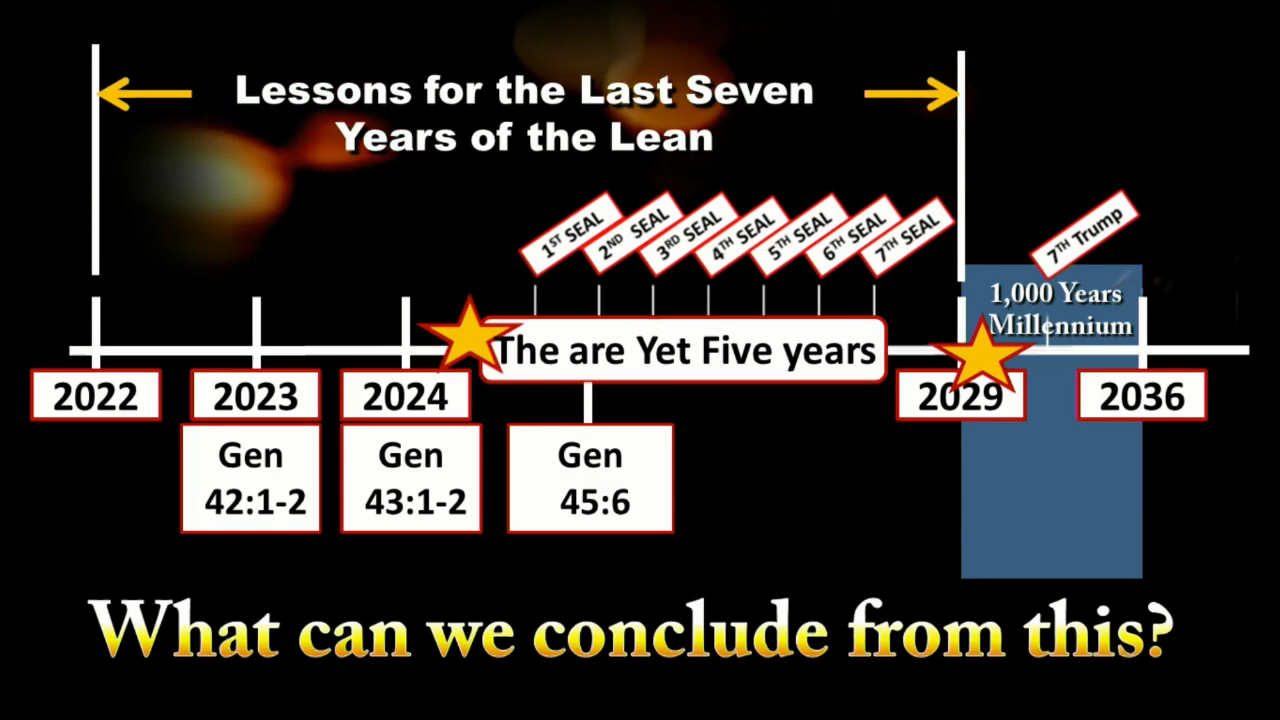 Lessons for the Last Seven
Years of the Lean
1ST SEAL
2ND SEAL
3RD SEAL
4TH SEAL
5TH SEAL
6TH SEAL
7TH SEAL
7TH Trump
1,000 Years
Millennium
The are Yet Five years
2022
2023
2024
2029
2036
Gen
42:1-2
Gen
43:1-2
Gen
45:6
What can we conclude from this?